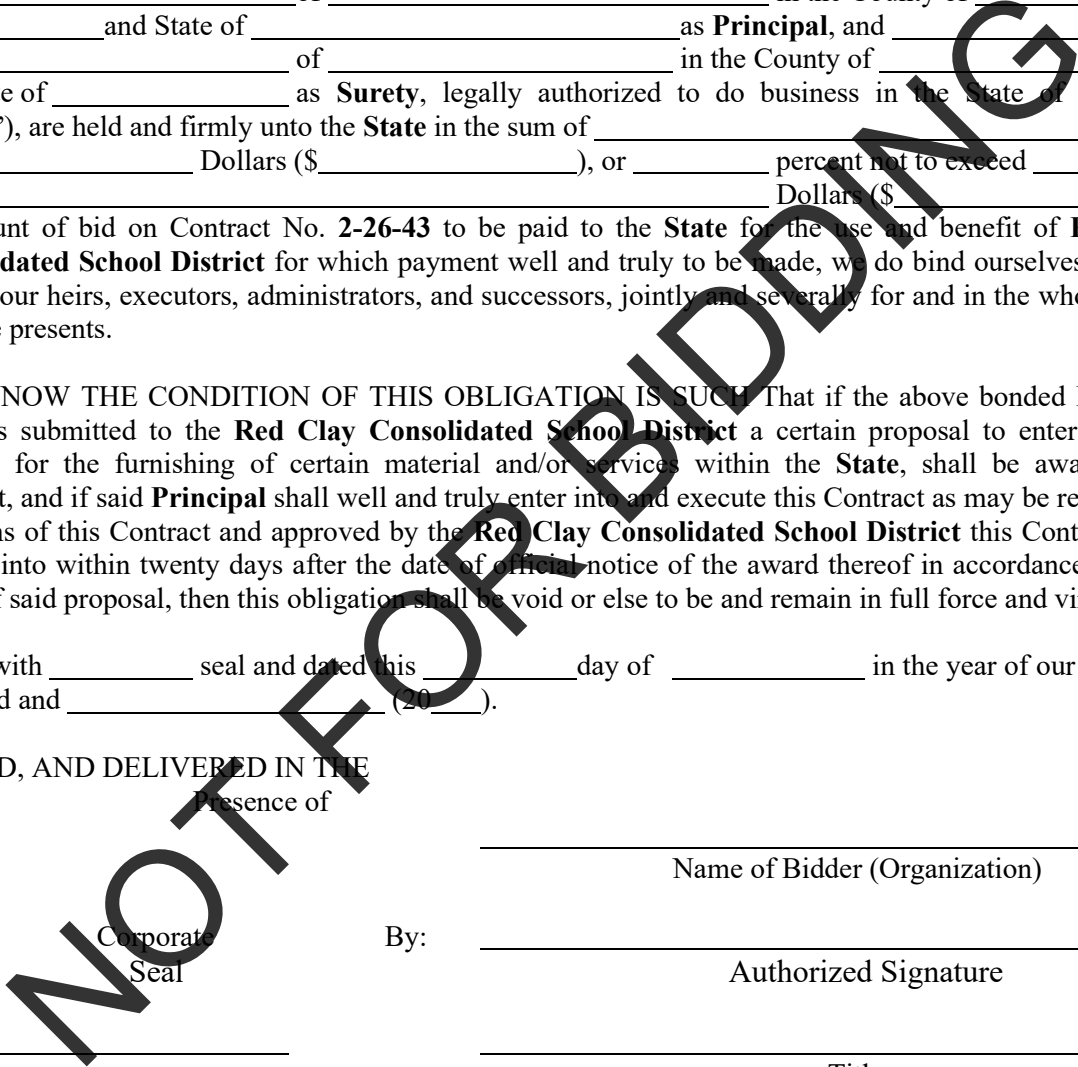 in the County of
and State of as Principal, and
of in the County of
e of as Surety, legally authorized to do business in the State of
"), are held and firmly unto the State in the sum of
Dollars ($ ), or percent not to exceed
Dollars ($
unt of bid on Contract No. 2-26-43 to be paid to the State for the use and benefit of
dated School District for which payment well and truly to be made, we do bind ourselves
our heirs, executors, administrators, and successors, jointly and severally for and in the who
e presents.
NOW THE CONDITION OF THIS OBLIGATION IS SUCH That if the above bonded
s submitted to the Red Clay Consolidated School District a certain proposal to enter
for the furnishing of certain material and/or services within the State, shall be awa
t, and if said Principal shall well and truly enter into and execute this Contract as may be re
ns of this Contract and approved by the Red Clay Consolidated School District this Cont
into within twenty days after the date of official notice of the award thereof in accordance
f said proposal, then this obligation shall be void or else to be and remain in full force and vi
with seal and dated this day of in the year of our
d and (20 ).
D, AND DELIVERED IN THE
Presence of
Name of Bidder (Organization)
Corporate By:
Seal Authorized Signature
NOT FOR BIDDING